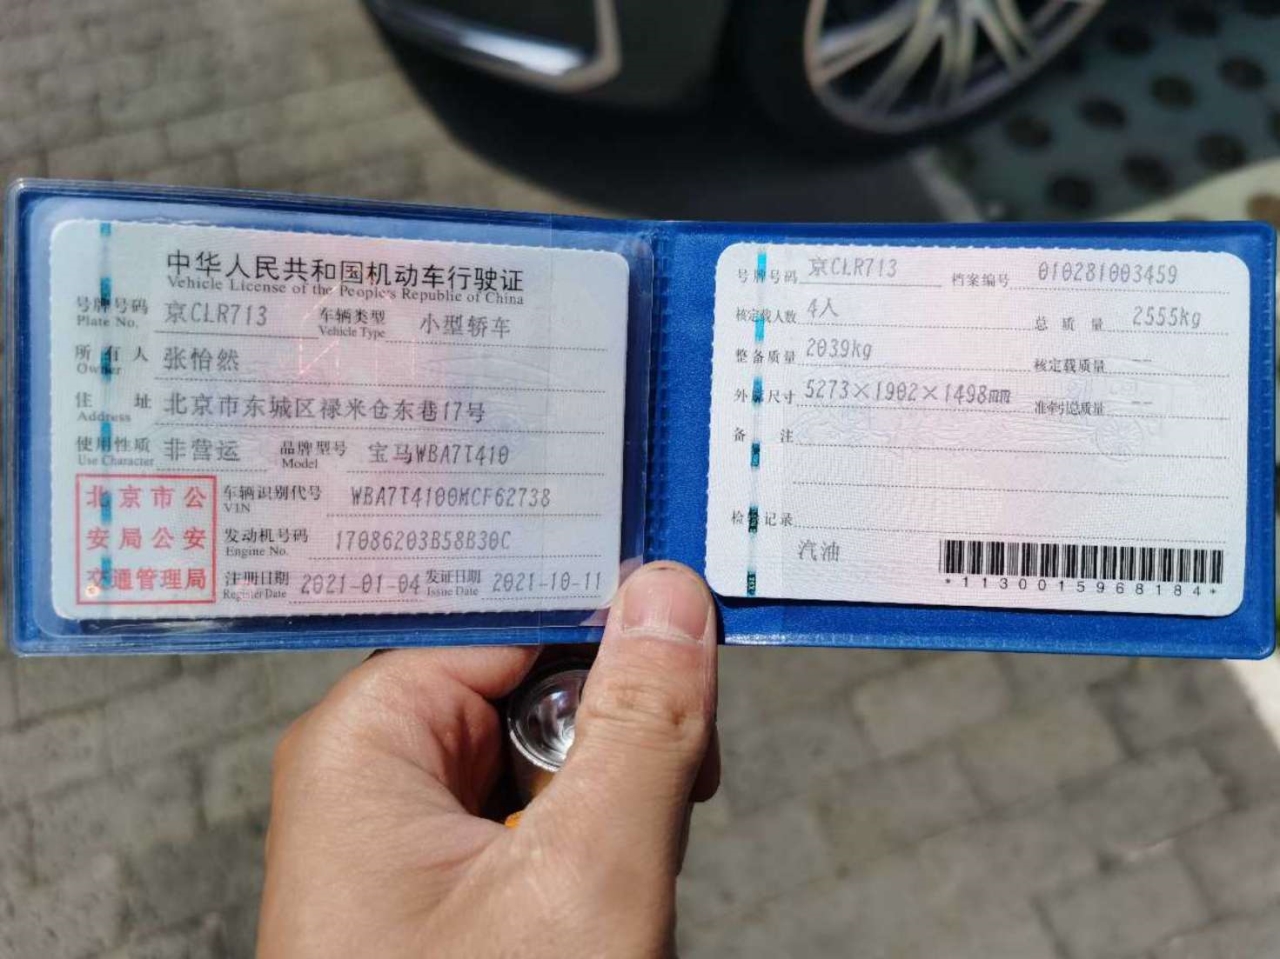 中华人民共和国机动车行驶证
Vehicle License of the People's Republic of China
号牌号码 京CLR713 车辆类型 小型轿车
Plate No. Vehicle Type
所有人 张怡然
Owner
住址 北京市东城区禄米仓东巷17号
Address
使用性质 非营运 品牌型号 宝马WBA7T410
Use Character Model
北京市公
安局公安
交通管理局
车辆识别代号 WBA7T4100MCF62738
VIN
发动机号码 17086203B58B30C
Engine No.
注册日期 2021-01-04 发证日期 2021-10-11
Register Date Issue Date
号牌号码 京CLR713 档案编号 010281003459
核定载人数 4人 总质量 2555kg
整备质量 2039kg 核定载质量 --
外廓尺寸 5273×1902×1498mm 准牵引总质量 --
备注
检验记录
汽油
*1130015968184*